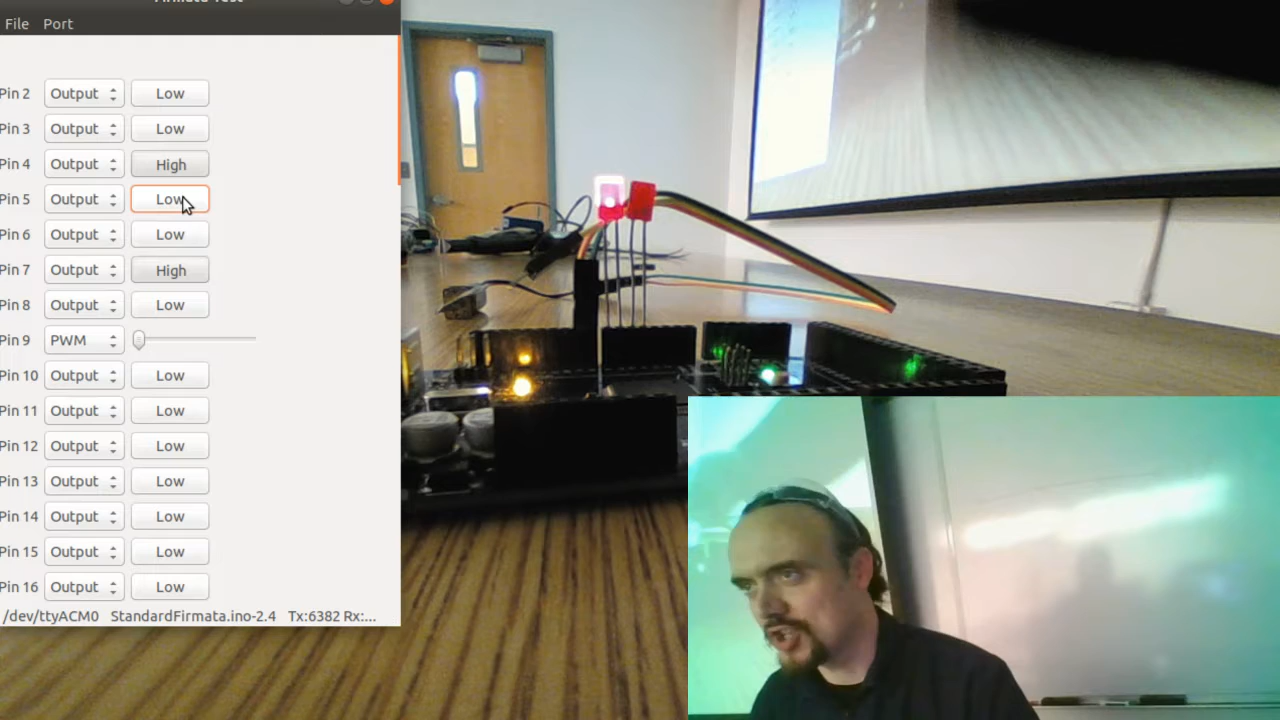 Firmata Test
File Port
Pin 2 Output Low
Pin 3 Output Low
Pin 4 Output High
Pin 5 Output Low
Pin 6 Output Low
Pin 7 Output High
Pin 8 Output Low
Pin 9 PWM
Pin 10 Output Low
Pin 11 Output Low
Pin 12 Output Low
Pin 13 Output Low
Pin 14 Output Low
Pin 15 Output Low
Pin 16 Output Low
/dev/ttyACM0 StandardFirmata.ino-2.4 Tx:6382 Rx:...